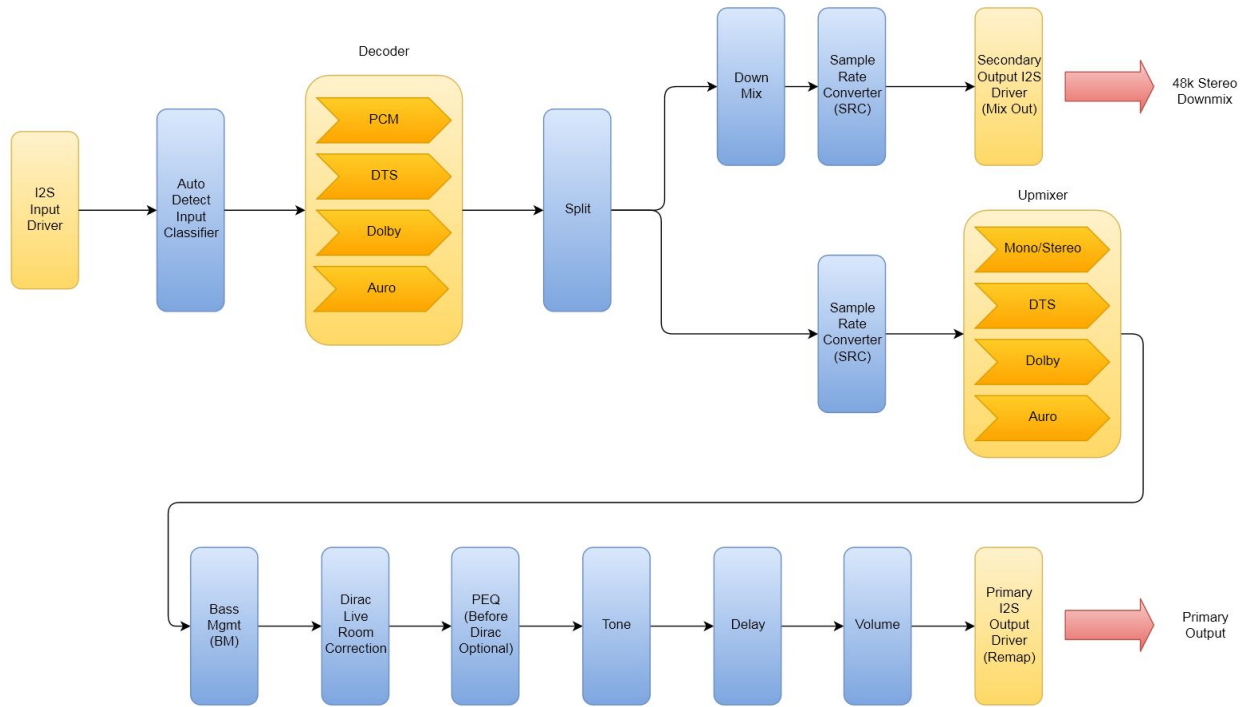 Decoder
I2S
Input
Driver
Auto
Detect
Input
Classifier
PCM
DTS
Dolby
Auro
Split
Down
Mix
Sample
Rate
Converter
(SRC)
Secondary
Output I2S
Driver
(Mix Out)
48k Stereo
Downmix
Sample
Rate
Converter
(SRC)
Upmixer
Mono/Stereo
DTS
Dolby
Auro
Bass
Mgmt
(BM)
Dirac
Live
Room
Correction
PEQ
(Before
Dirac
Optional)
Tone
Delay
Volume
Primary
I2S
Output
Driver
(Remap)
Primary
Output